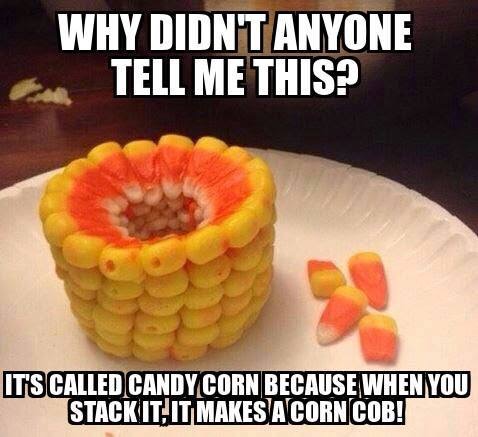 WHY DIDN'T ANYONE
TELL ME THIS?
IT'S CALLED CANDY CORN BECAUSE WHEN YOU
STACK IT, IT MAKES A CORN COB!